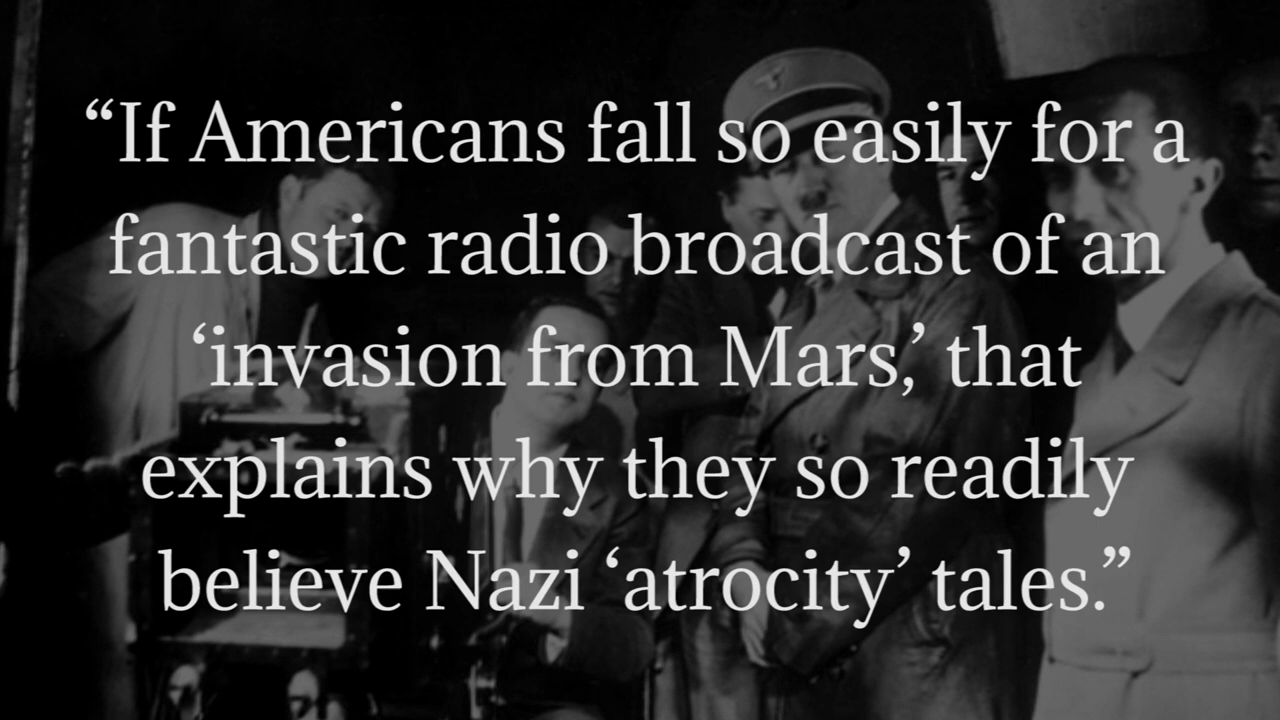 “If Americans fall so easily for a
fantastic radio broadcast of an
‘invasion from Mars,’ that
explains why they so readily
believe Nazi ‘atrocity’ tales.”